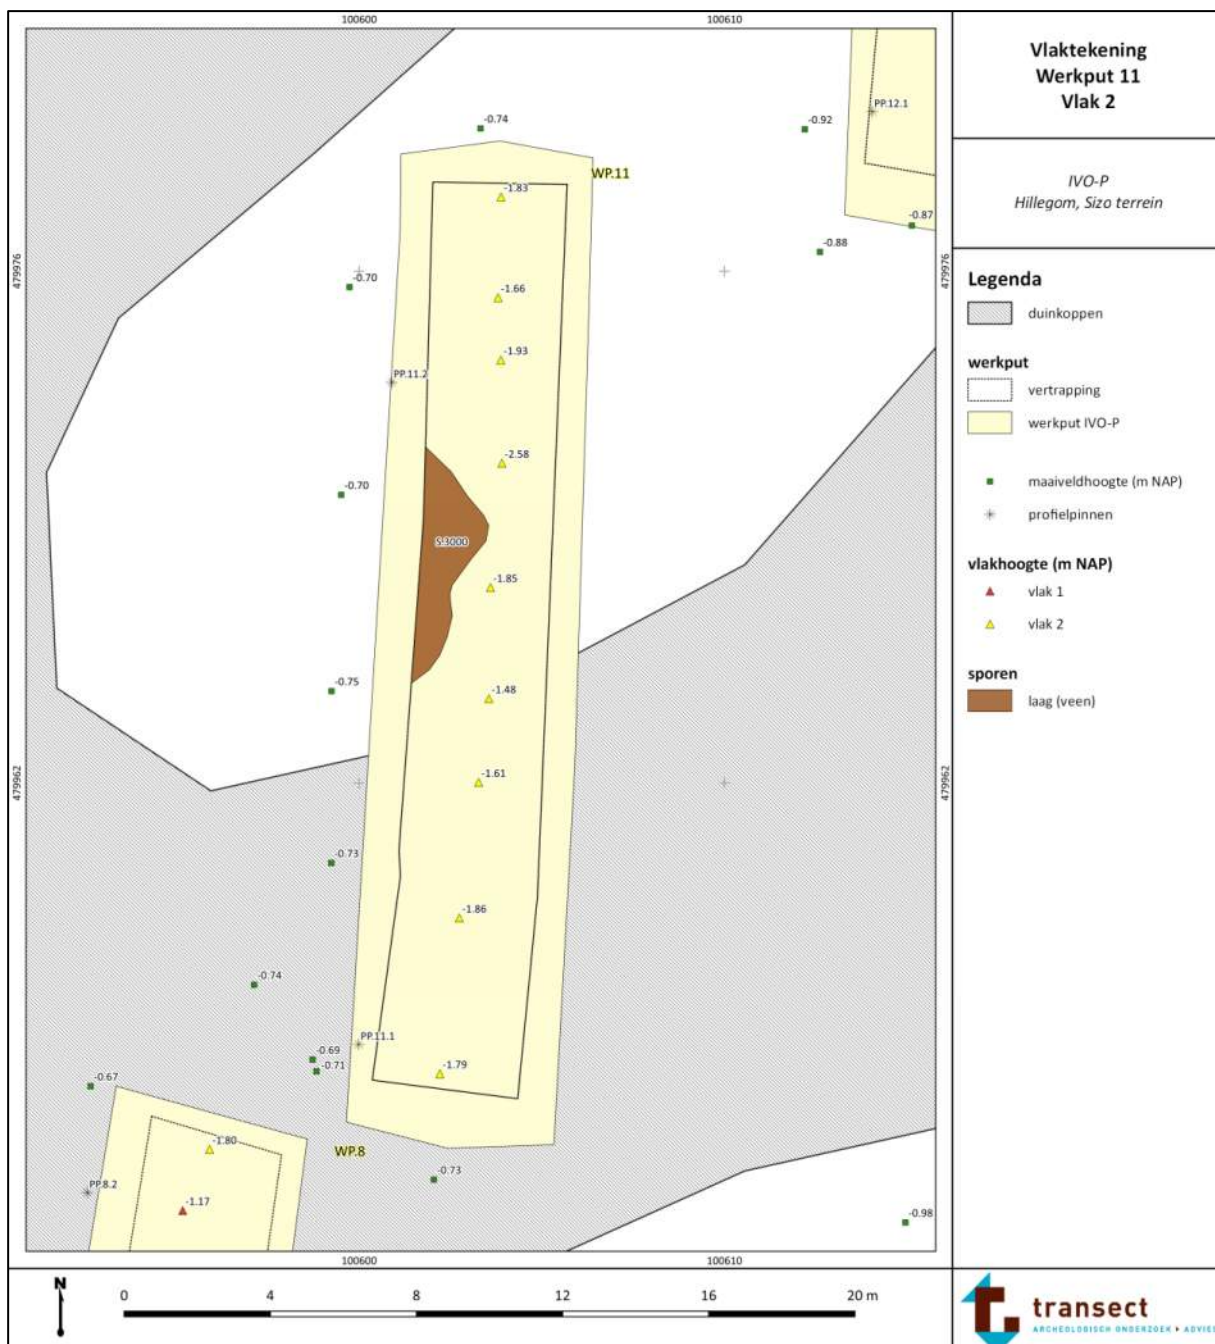 100600
100610
Vlaktekening
Werkput 11
Vlak 2
IVO-P
Hillegom, Sizo terrein
Legenda
duinkoppen
werkput
vertrapping
werkput IVO-P
maaiveldhoogte (m NAP)
profielpinnen
vlakhoogte (m NAP)
vlak 1
vlak 2
sporen
laag (veen)
PP.12.1
-0.74
-0.92
WP.11
-1.83
-0.87
-0.88
479976
479976
-0.70
-1.66
-1.93
PP.11.2
-2.58
-0.70
S:3000
-1.85
-0.75
-1.48
479962
-1.61
479962
-0.73
-1.86
-0.74
PP.11.1
-0.69
-0.71
-1.79
-0.67
-1.80
WP.8
-0.73
PP.8.2
-1.17
-0.98
100600
100610
N
0 4 8 12 16 20 m
transect
ARCHEOLOGISCH ONDERZOEK ▸ ADVIES